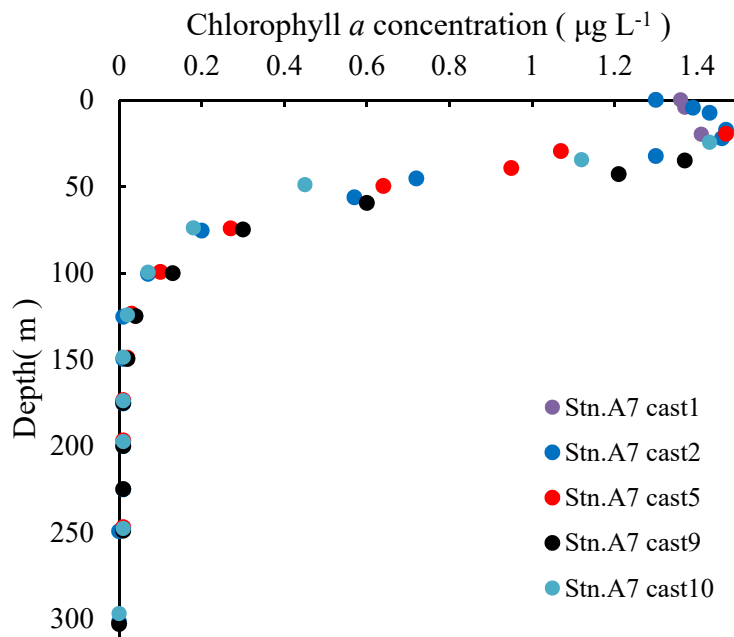 Chlorophyll a concentration ( μg L-1 )
0 0.2 0.4 0.6 0.8 1 1.2 1.4
0
50
100
150
200
250
300
Depth( m )
Stn.A7 cast1
Stn.A7 cast2
Stn.A7 cast5
Stn.A7 cast9
Stn.A7 cast10